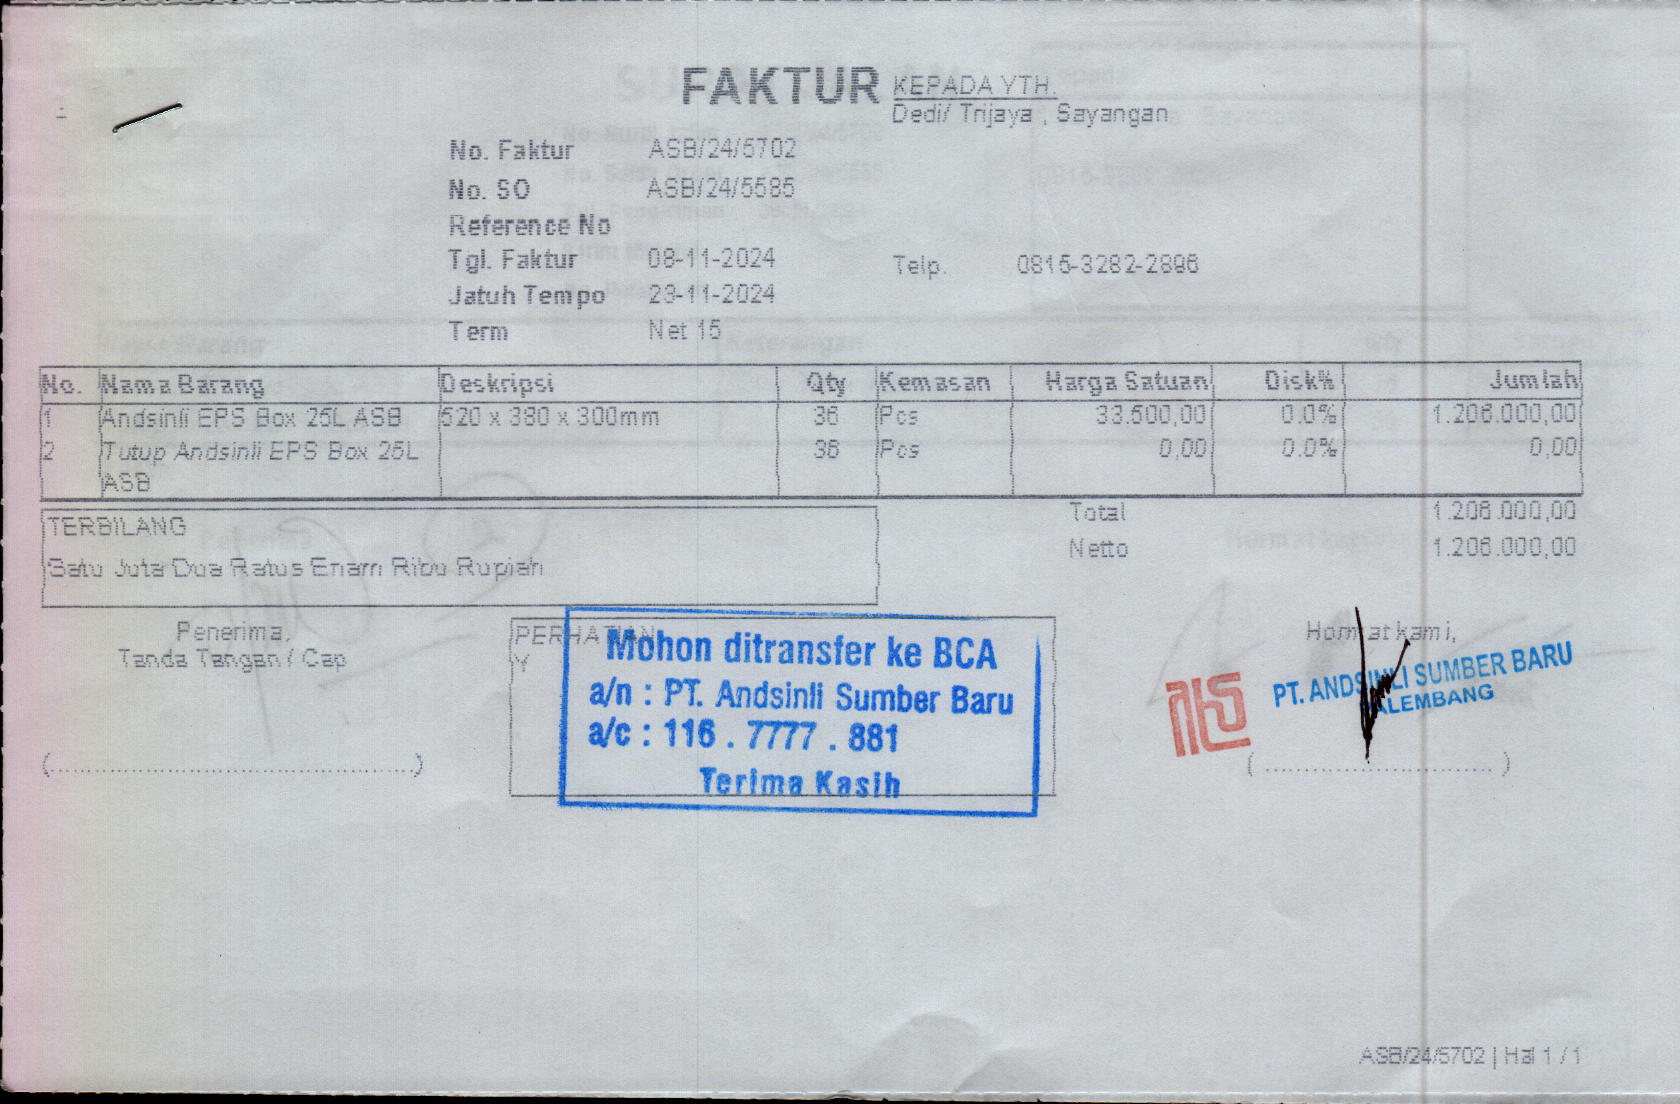 FAKTUR
KEPADA YTH.
Dedi/ Trijaya , Sayangan
No. Faktur ASB/24/5702
No. SO ASB/24/5585
Reference No
Tgl. Faktur 08-11-2024
Telp. 0815-3282-2896
Jatuh Tempo 23-11-2024
Term Net 15
No. Nama Barang Deskripsi Qty Kemasan Harga Satuan Disk% Jumlah
1 Andsinli EPS Box 25L ASB 520 x 380 x 300mm 36 Pcs 33.500,00 0.0% 1.206.000,00
2 Tutup Andsinli EPS Box 25L 36 Pcs 0,00 0.0% 0,00
ASB
TERBILANG
Satu Juta Dua Ratus Enam Ribu Rupiah
Total 1.206.000,00
Netto 1.206.000,00
Penerima,
Tanda Tangan / Cap
PERHATIAN
Y
Mohon ditransfer ke BCA
a/n : PT. Andsinli Sumber Baru
a/c : 116 . 7777 . 881
Terima Kasih
Hormat kami,
PT. ANDSINLI SUMBER BARU
PALEMBANG
(..............................................)
( .............................. )
ASB/24/5702 | Hal 1 / 1